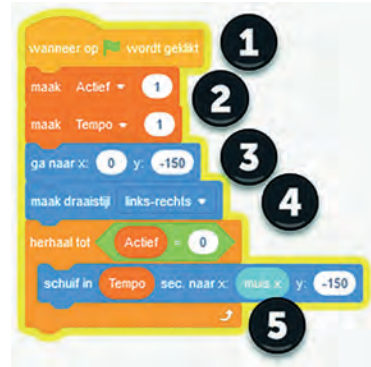 wanneer op wordt geklikt
1
maak Actief 1
2
maak Tempo 1
ga naar x: 0 y: -150
3
maak draaistijl links-rechts
4
herhaal tot Actief = 0
schuif in Tempo sec. naar x: muis x y: -150
5